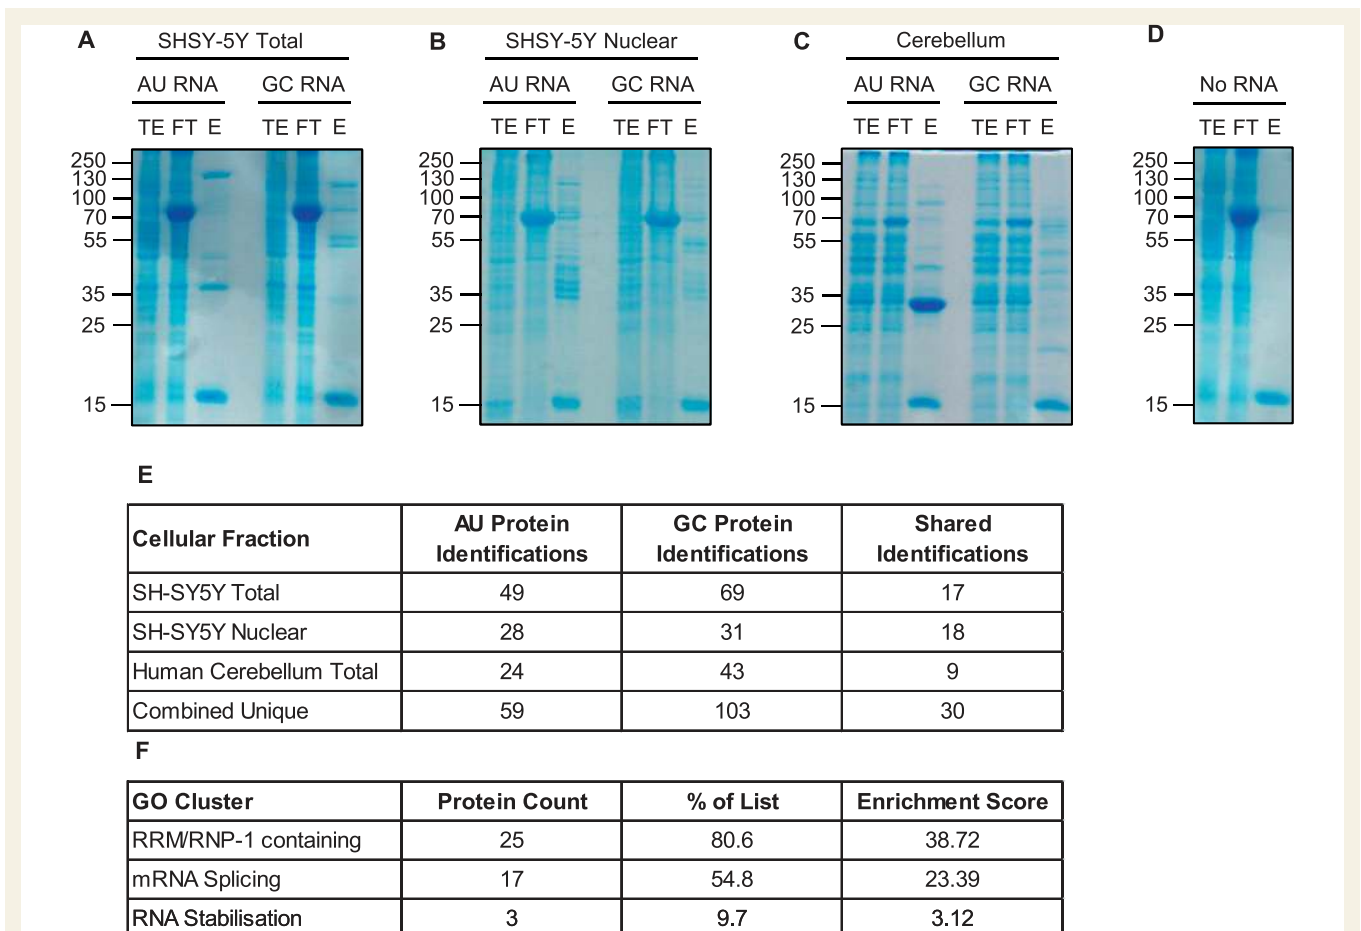 A SHSY-5Y Total
AU RNA GC RNA
TE FT E TE FT E
250
130
100
70
55
35
25
15
B SHSY-5Y Nuclear
AU RNA GC RNA
TE FT E TE FT E
250
130
100
70
55
35
25
15
C Cerebellum
AU RNA GC RNA
TE FT E TE FT E
250
130
100
70
55
35
25
15
D
No RNA
TE FT E
250
130
100
70
55
35
25
15
E
Cellular Fraction AU Protein Identifications GC Protein Identifications Shared Identifications
SH-SY5Y Total 49 69 17
SH-SY5Y Nuclear 28 31 18
Human Cerebellum Total 24 43 9
Combined Unique 59 103 30
F
GO Cluster Protein Count % of List Enrichment Score
RRM/RNP-1 containing 25 80.6 38.72
mRNA Splicing 17 54.8 23.39
RNA Stabilisation 3 9.7 3.12